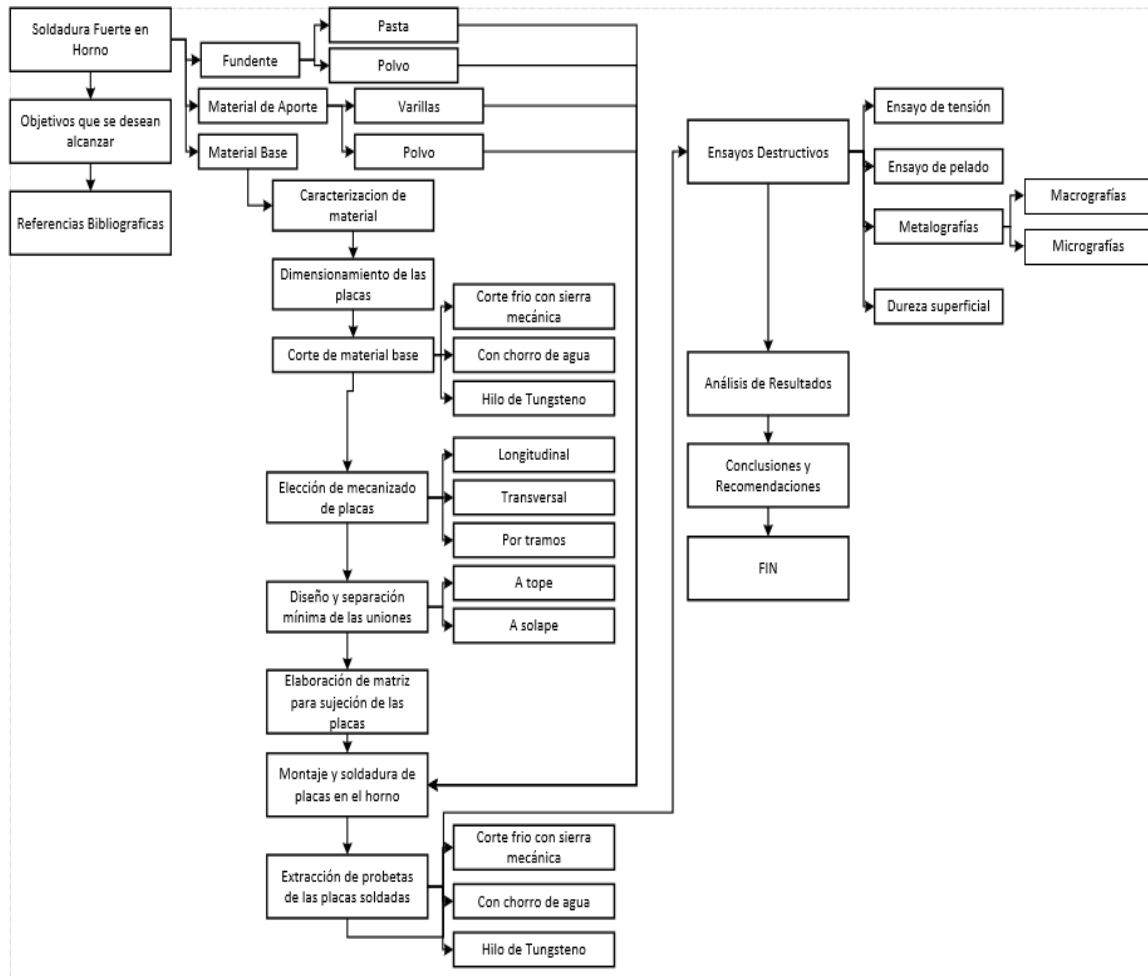 Soldadura Fuerte en
Horno
Objetivos que se desean
alcanzar
Referencias Bibliograficas
Fundente
Pasta
Polvo
Material de Aporte
Varillas
Polvo
Material Base
Caracterizacion de
material
Dimensionamiento de las
placas
Corte de material base
Corte frio con sierra
mecánica
Con chorro de agua
Hilo de Tungsteno
Elección de mecanizado
de placas
Longitudinal
Transversal
Por tramos
Diseño y separación
mínima de las uniones
A tope
A solape
Elaboración de matriz
para sujeción de las
placas
Montaje y soldadura de
placas en el horno
Extracción de probetas
de las placas soldadas
Corte frio con sierra
mecánica
Con chorro de agua
Hilo de Tungsteno
Ensayos Destructivos
Ensayo de tensión
Ensayo de pelado
Metalografías
Macrografías
Micrografías
Dureza superficial
Análisis de Resultados
Conclusiones y
Recomendaciones
FIN